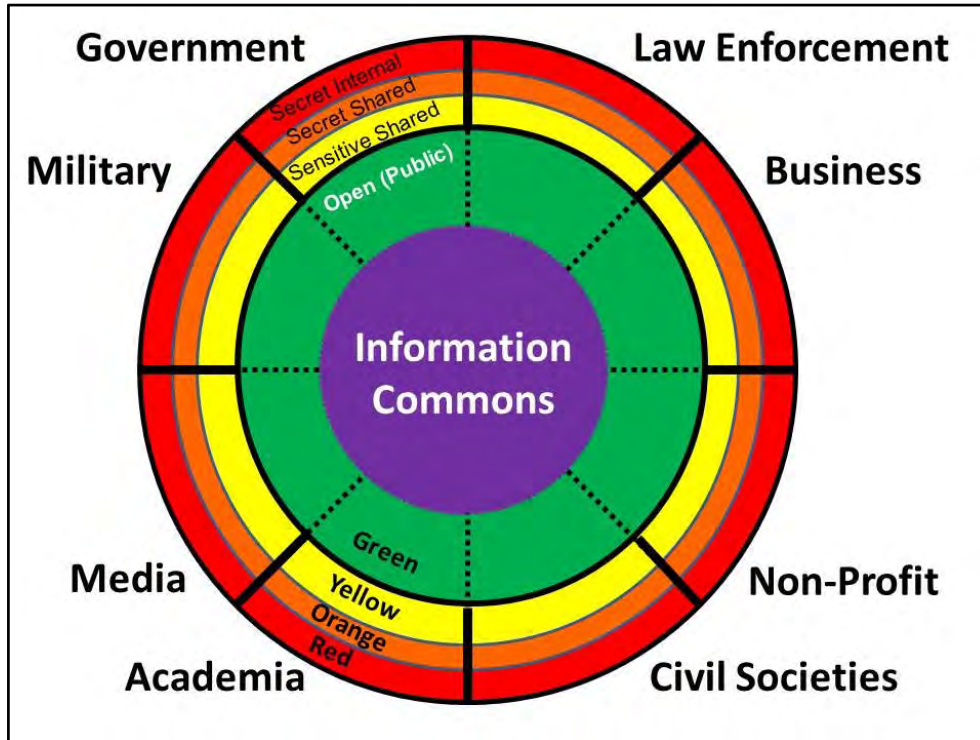 Government
Law Enforcement
Secret Internal
Secret Shared
Sensitive Shared
Open (Public)
Military
Business
Information
Commons
Green
Yellow
Orange
Red
Media
Non-Profit
Academia
Civil Societies